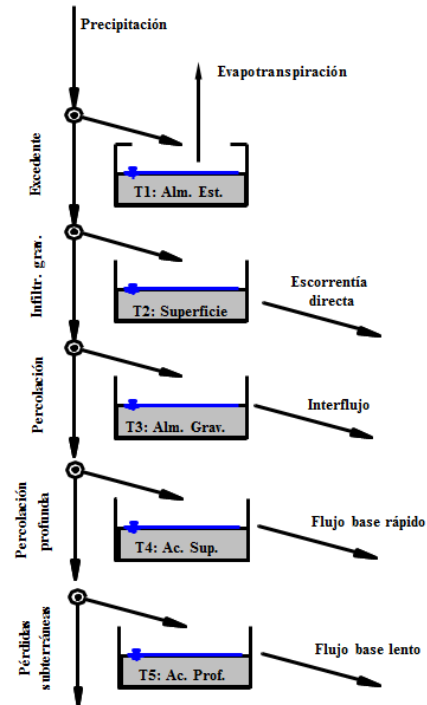 Precipitación
Evapotranspiración
Excedente
T1: Alm. Est.
Infiltr. grav.
T2: Superficie
Escorrentía
directa
Percolación
T3: Alm. Grav.
Interflujo
Percolación
profunda
T4: Ac. Sup.
Flujo base rápido
Pérdidas
subterráneas
T5: Ac. Prof.
Flujo base lento